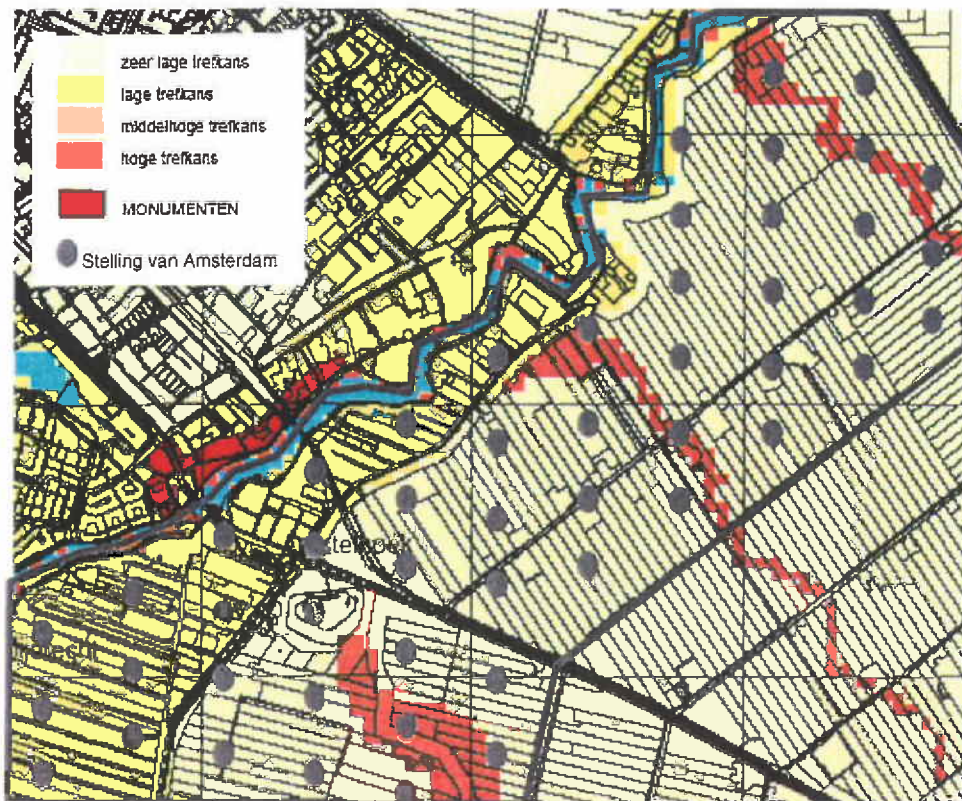 zeer lage trefkans
lage trefkans
middelhoge trefkans
hoge trefkans
MONUMENTEN
Stelling van Amsterdam